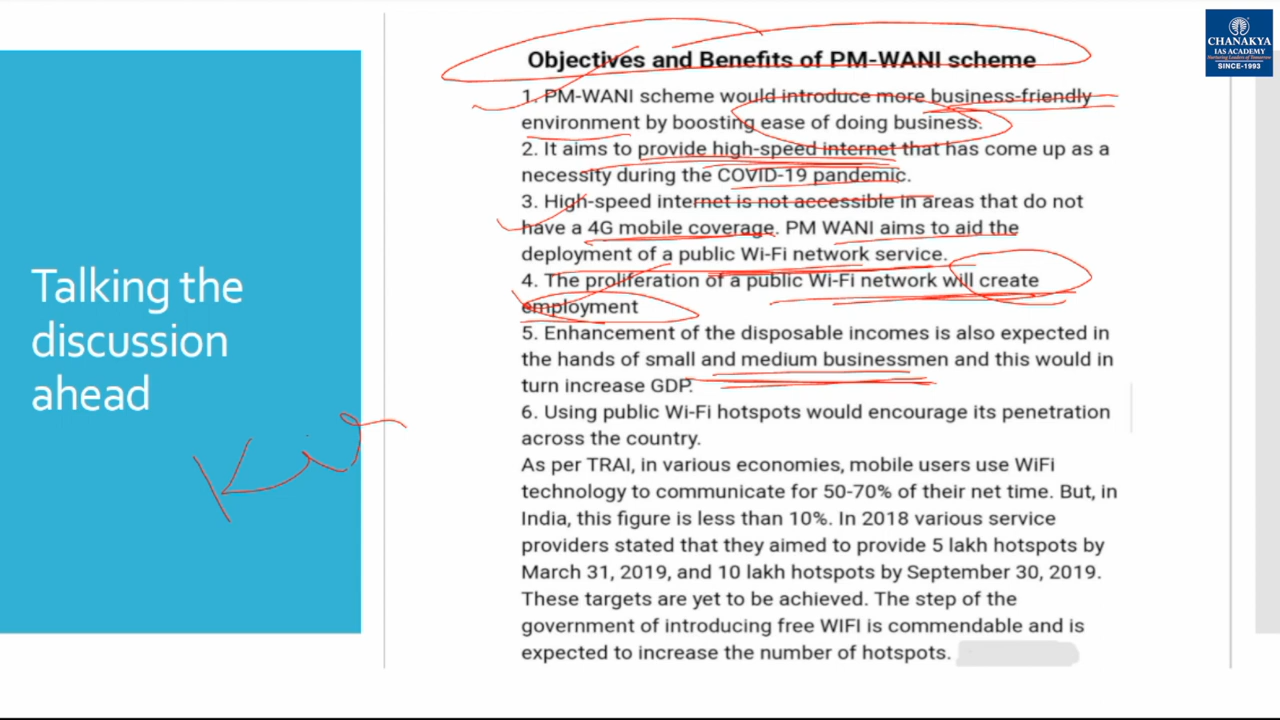 CHANAKYA
IAS ACADEMY
Nurturing Leaders of Tomorrow
SINCE-1993
Talking the
discussion
ahead
Objectives and Benefits of PM-WANI scheme
1. PM-WANI scheme would introduce more business-friendly
environment by boosting ease of doing business.
2. It aims to provide high-speed internet that has come up as a
necessity during the COVID-19 pandemic.
3. High-speed internet is not accessible in areas that do not
have a 4G mobile coverage. PM WANI aims to aid the
deployment of a public Wi-Fi network service.
4. The proliferation of a public Wi-Fi network will create
employment
5. Enhancement of the disposable incomes is also expected in
the hands of small and medium businessmen and this would in
turn increase GDP.
6. Using public Wi-Fi hotspots would encourage its penetration
across the country.
As per TRAI, in various economies, mobile users use WiFi
technology to communicate for 50-70% of their net time. But, in
India, this figure is less than 10%. In 2018 various service
providers stated that they aimed to provide 5 lakh hotspots by
March 31, 2019, and 10 lakh hotspots by September 30, 2019.
These targets are yet to be achieved. The step of the
government of introducing free WIFI is commendable and is
expected to increase the number of hotspots.